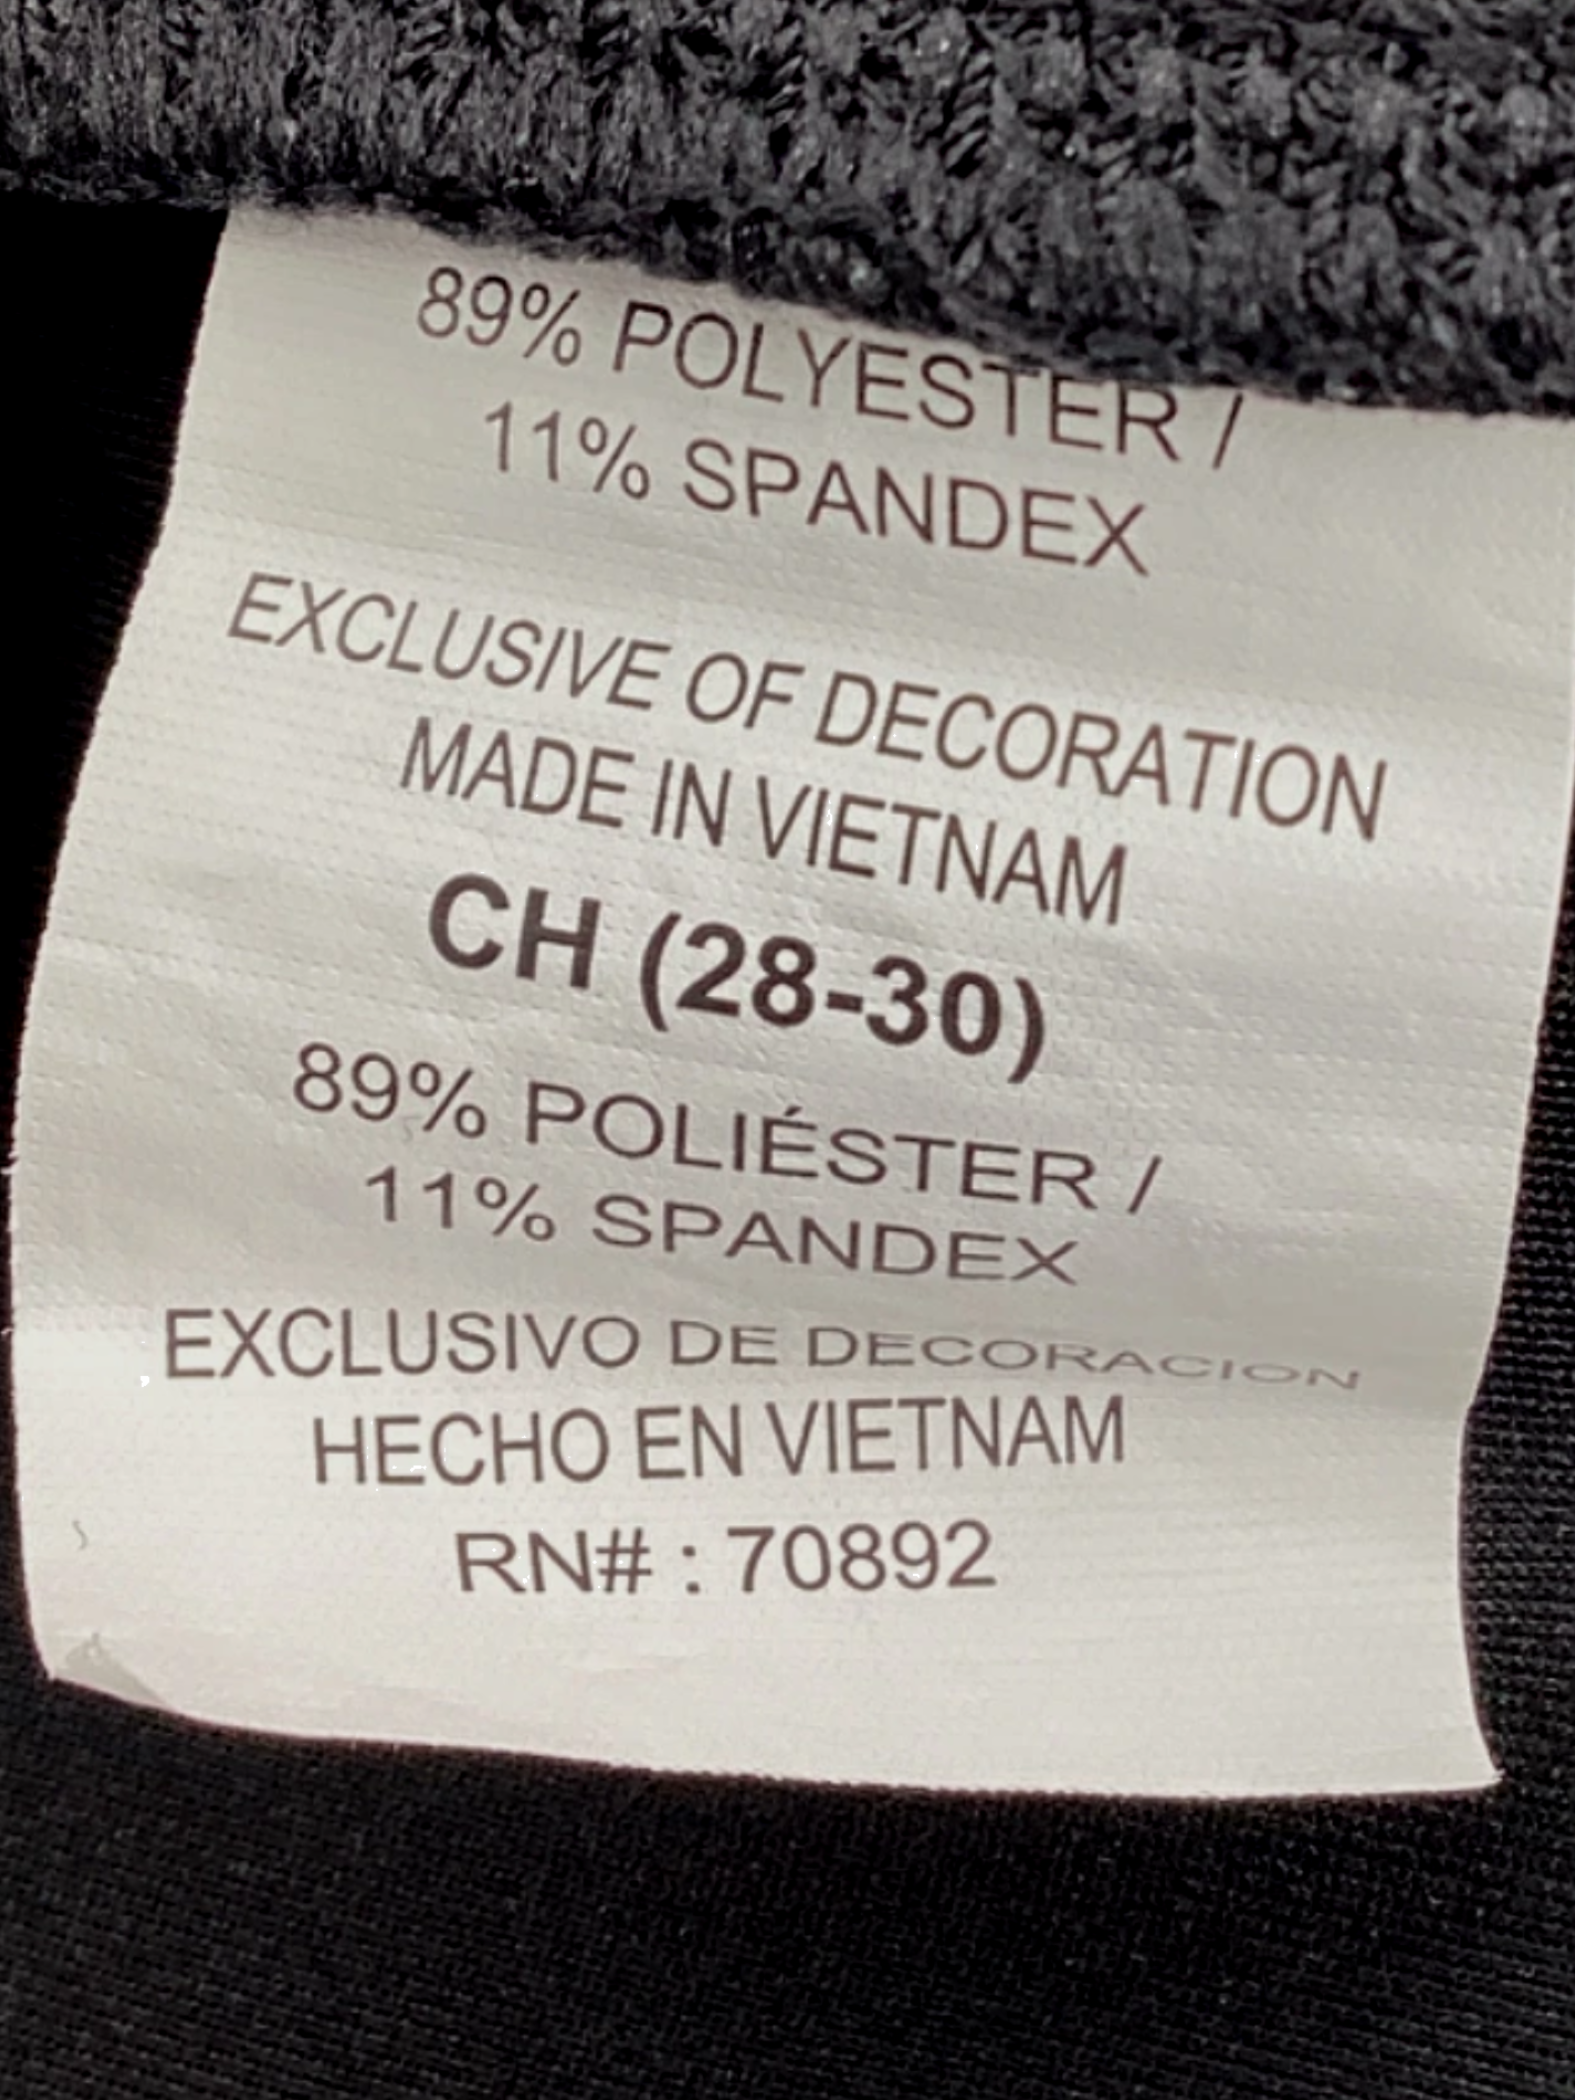 89% POLYESTER /
11% SPANDEX
EXCLUSIVE OF DECORATION
MADE IN VIETNAM
CH (28-30)
89% POLIÉSTER /
11% SPANDEX
EXCLUSIVO DE DECORACION
HECHO EN VIETNAM
RN# : 70892